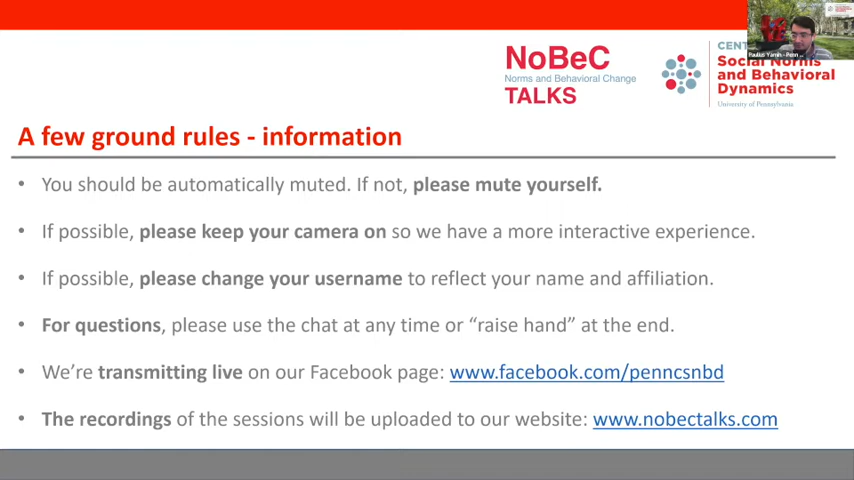 NoBeC
Norms and Behavioral Change
TALKS
Social Norms
and Behavioral
Dynamics
University of Pennsylvania
Paulius Yamin - Penn ...
A few ground rules - information
• You should be automatically muted. If not, please mute yourself.
• If possible, please keep your camera on so we have a more interactive experience.
• If possible, please change your username to reflect your name and affiliation.
• For questions, please use the chat at any time or “raise hand” at the end.
• We’re transmitting live on our Facebook page: www.facebook.com/penncsnbd
• The recordings of the sessions will be uploaded to our website: www.nobectalks.com